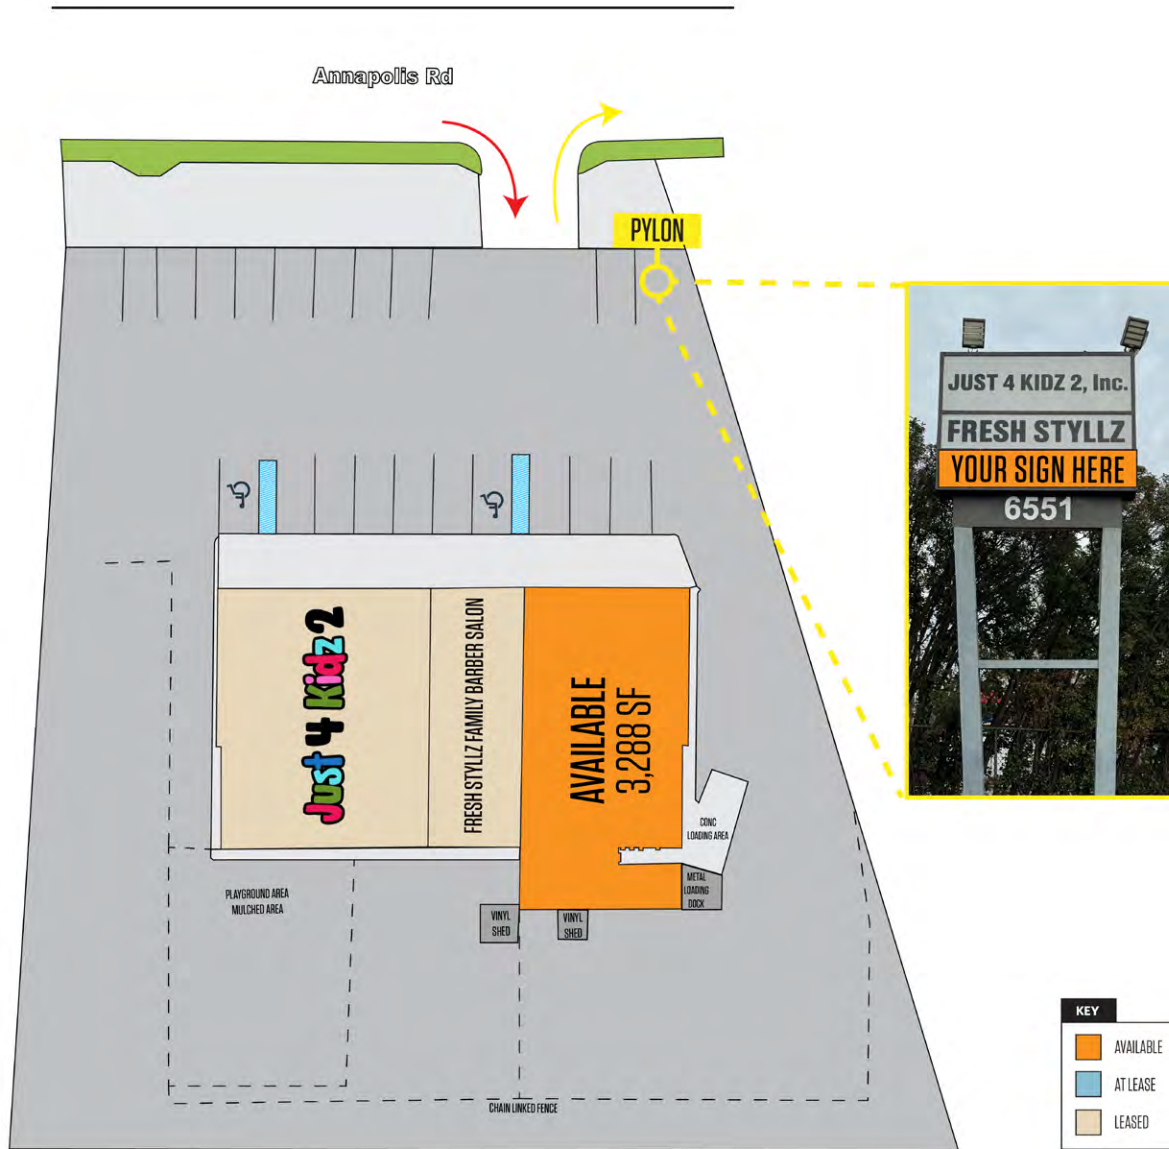 Annapolis Rd
PYLON
JUST 4 KIDZ 2, Inc.
FRESH STYLLZ
YOUR SIGN HERE
6551
Just 4 Kidz 2
FRESH STYLLZ FAMILY BARBER SALON
AVAILABLE
3,288 SF
CONC
LOADING AREA
METAL
LOADING
DOCK
PLAYGROUND AREA
MULCHED AREA
VINYL
SHED
VINYL
SHED
CHAIN LINKED FENCE
KEY
AVAILABLE
AT LEASE
LEASED